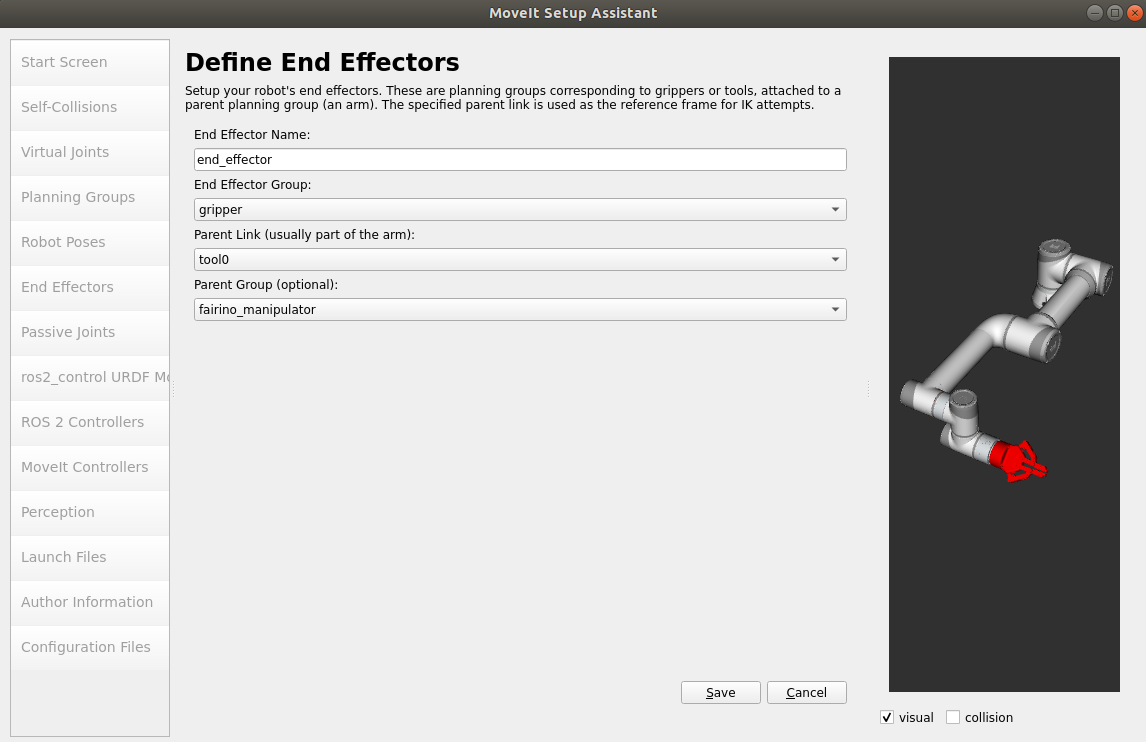 MoveIt Setup Assistant
Start Screen
Self-Collisions
Virtual Joints
Planning Groups
Robot Poses
End Effectors
Passive Joints
ros2_control URDF Mo
ROS 2 Controllers
MoveIt Controllers
Perception
Launch Files
Author Information
Configuration Files
Define End Effectors
Setup your robot's end effectors. These are planning groups corresponding to grippers or tools, attached to a
parent planning group (an arm). The specified parent link is used as the reference frame for IK attempts.
End Effector Name:
end_effector
End Effector Group:
gripper
Parent Link (usually part of the arm):
tool0
Parent Group (optional):
fairino_manipulator
Save
Cancel
visual
collision